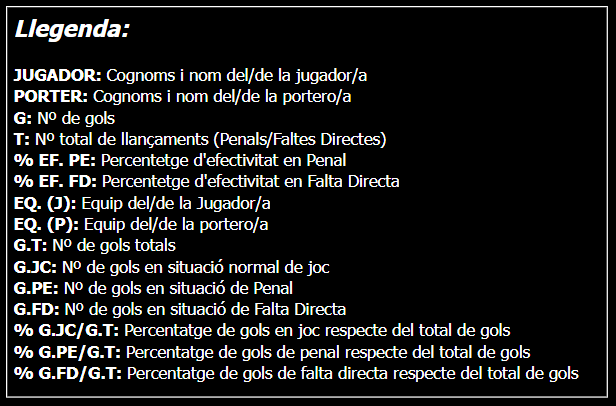 Llegenda:
JUGADOR: Cognoms i nom del/de la jugador/a
PORTER: Cognoms i nom del/de la portero/a
G: Nº de gols
T: Nº total de llançaments (Penals/Faltes Directes)
% EF. PE: Percentetge d'efectivitat en Penal
% EF. FD: Percentetge d'efectivitat en Falta Directa
EQ. (J): Equip del/de la Jugador/a
EQ. (P): Equip del/de la portero/a
G.T: Nº de gols totals
G.JC: Nº de gols en situació normal de joc
G.PE: Nº de gols en situació de Penal
G.FD: Nº de gols en situació de Falta Directa
% G.JC/G.T: Percentatge de gols en joc respecte del total de gols
% G.PE/G.T: Percentatge de gols de penal respecte del total de gols
% G.FD/G.T: Percentatge de gols de falta directa respecte del total de gols